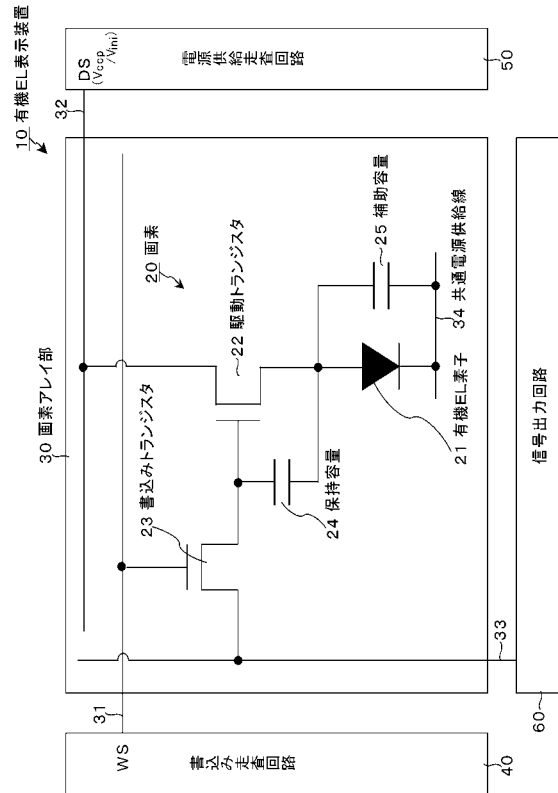 10 有機EL表示装置
30 画素アレイ部
DS
(Vccp
/Vini)
32
電源供給走査回路
50
20 画素
22 駆動トランジスタ
25 補助容量
34 共通電源供給線
21 有機EL素子
23 書込みトランジスタ
24 保持容量
信号出力回路
60
33
31
WS
書込み走査回路
40